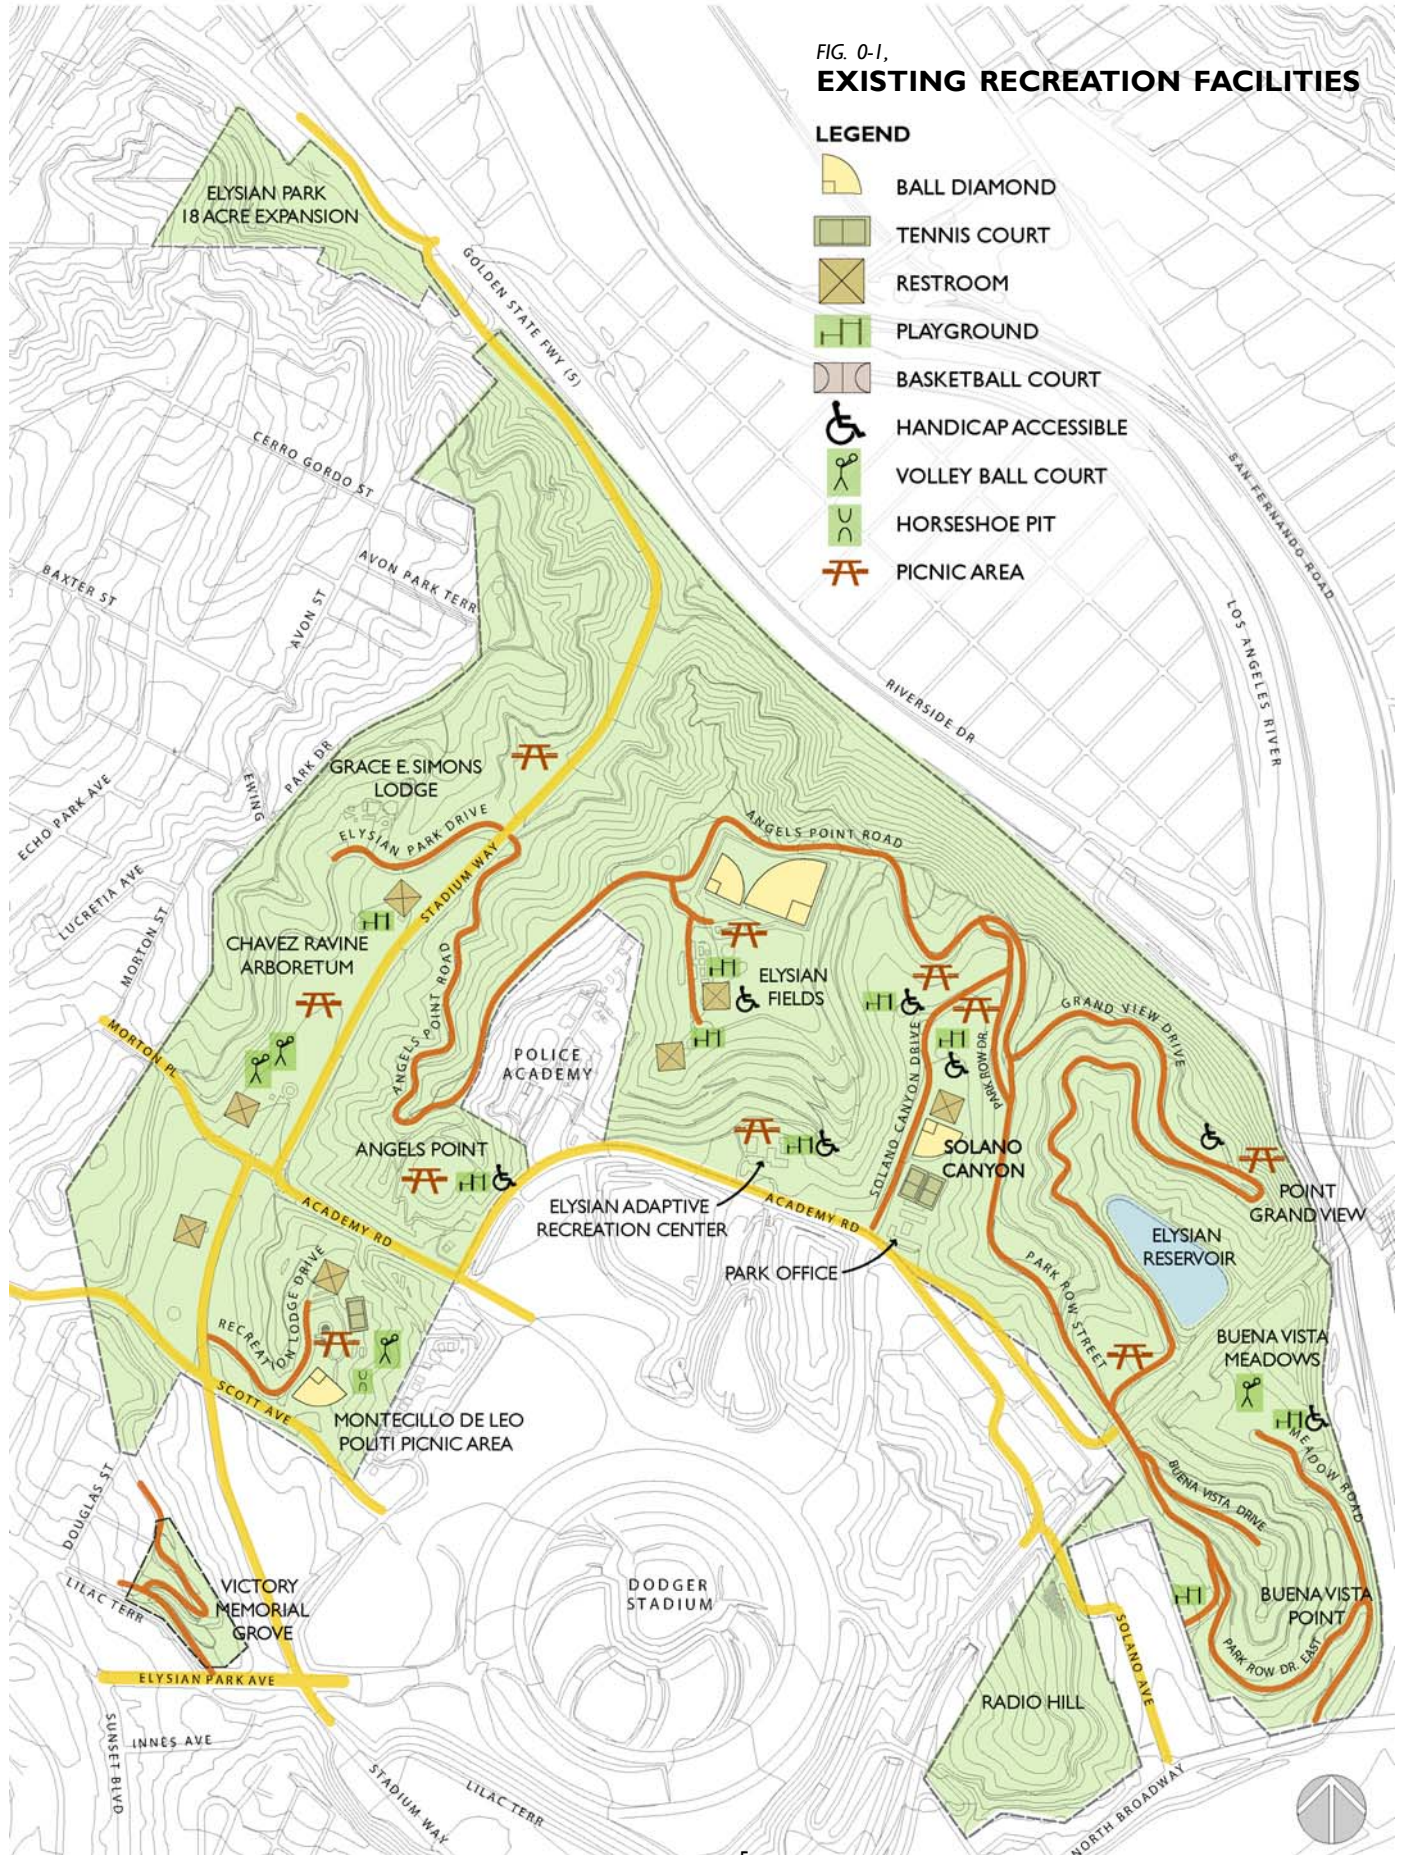 FIG. 0-1,
EXISTING RECREATION FACILITIES
LEGEND
BALL DIAMOND
TENNIS COURT
RESTROOM
PLAYGROUND
BASKETBALL COURT
HANDICAP ACCESSIBLE
VOLLEY BALL COURT
HORSESHOE PIT
PICNIC AREA
ELYSIAN PARK
18 ACRE EXPANSION
GOLDEN STATE FWY (5)
CERRO GORDO ST
AVON PARK TERR
BAXTER ST
AVON ST
SAN FERNANDO ROAD
LOS ANGELES RIVER
RIVERSIDE DR
PARK DR
EWING
ECHO PARK AVE
LUCRETIA AVE
MORTON ST
GRACE E. SIMONS
LODGE
ELYSIAN PARK DRIVE
STADIUM WAY
ANGELS POINT ROAD
CHAVEZ RAVINE
ARBORETUM
ANGELS POINT ROAD
ELYSIAN
FIELDS
GRAND VIEW DRIVE
MORTON PL
POLICE
ACADEMY
SOLANO CANYON DRIVE
PARK ROW DR.
ANGELS POINT
SOLANO
CANYON
ELYSIAN ADAPTIVE
RECREATION CENTER
ACADEMY RD
ACADEMY RD
POINT
GRAND VIEW
ELYSIAN
RESERVOIR
PARK OFFICE
PARK ROW STREET
RECREATION LODGE DRIVE
SCOTT AVE
BUENA VISTA
MEADOWS
MEADOW ROAD
MONTECILLO DE LEO
POLITI PICNIC AREA
BUENA VISTA DRIVE
DOUGLAS ST
LILAC TERR
VICTORY
MEMORIAL
GROVE
DODGER
STADIUM
BUENA VISTA
POINT
PARK ROW DR. EAST
SOLANO AVE
ELYSIAN PARK AVE
RADIO HILL
SUNSET BLVD
INNES AVE
STADIUM WAY
LILAC TERR
NORTH BROADWAY
5